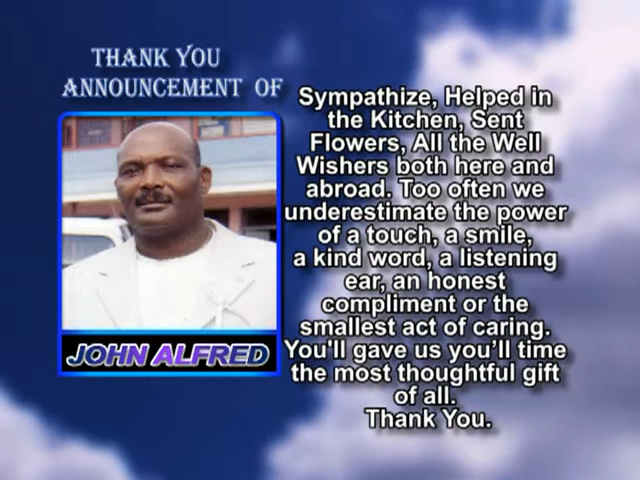 THANK YOU
ANNOUNCEMENT OF
JOHN ALFRED
Sympathize, Helped in
the Kitchen, Sent
Flowers, All the Well
Wishers both here and
abroad. Too often we
underestimate the power
of a touch, a smile,
a kind word, a listening
ear, an honest
compliment or the
smallest act of caring.
You'll gave us you’ll time
the most thoughtful gift
of all.
Thank You.